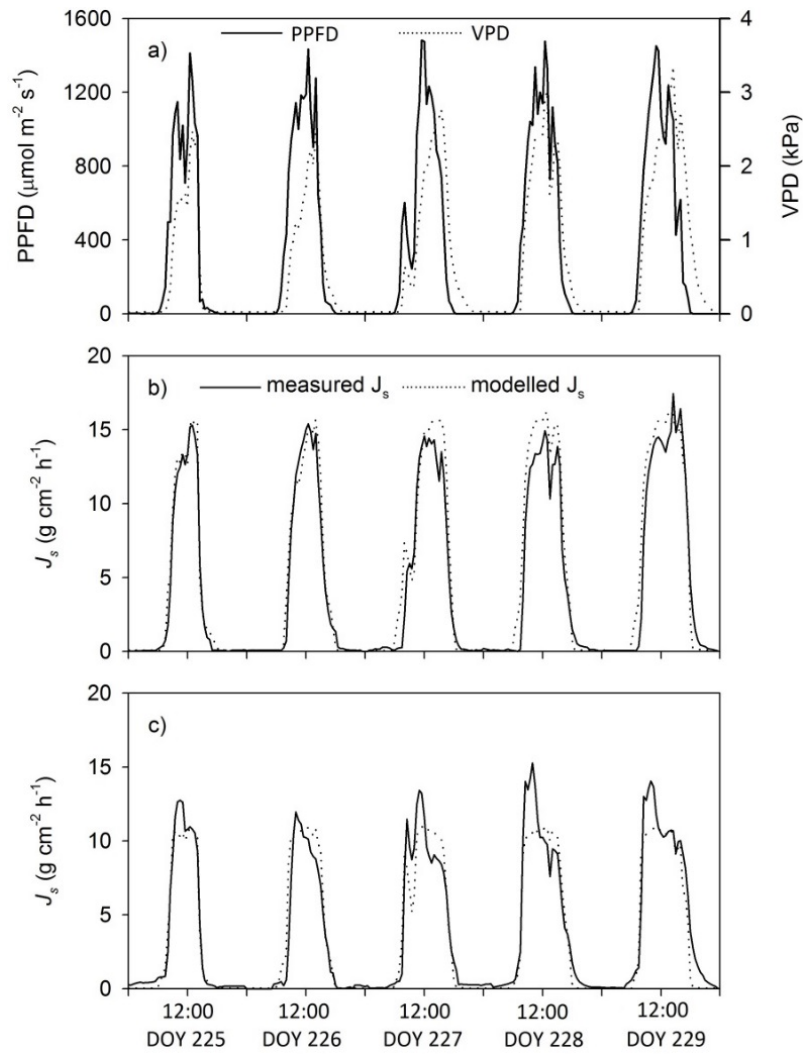 a)
PPFD VPD
1600
1200
800
400
0
PPFD (μmol m⁻² s⁻¹)
4
3
2
1
0
VPD (kPa)
b)
measured Jₛ modelled Jₛ
20
15
10
5
0
Jₛ (g cm⁻² h⁻¹)
c)
20
15
10
5
0
Jₛ (g cm⁻² h⁻¹)
12:00 12:00 12:00 12:00 12:00
DOY 225 DOY 226 DOY 227 DOY 228 DOY 229